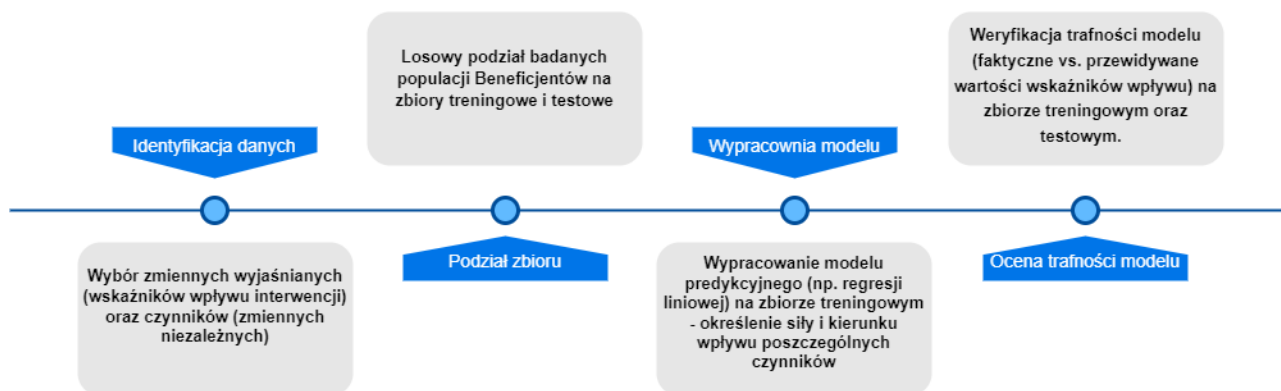 Identyfikacja danych
Wybór zmiennych wyjaśnianych
(wskaźników wpływu interwencji)
oraz czynników (zmiennych
niezależnych)
Losowy podział badanych
populacji Beneficjentów na
zbiory treningowe i testowe
Podział zbioru
Wypracownia modelu
Wypracowanie modelu
predykcyjnego (np. regresji
liniowej) na zbiorze treningowym
- określenie siły i kierunku
wpływu poszczególnych
czynników
Weryfikacja trafności modelu
(faktyczne vs. przewidywane
wartości wskaźników wpływu) na
zbiorze treningowym oraz
testowym.
Ocena trafności modelu